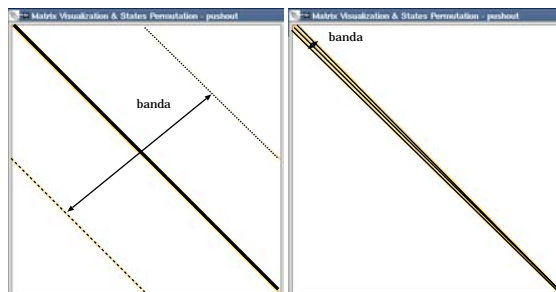 Matrix Visualization & States Permutation - pushout
banda
Matrix Visualization & States Permutation - pushout
banda